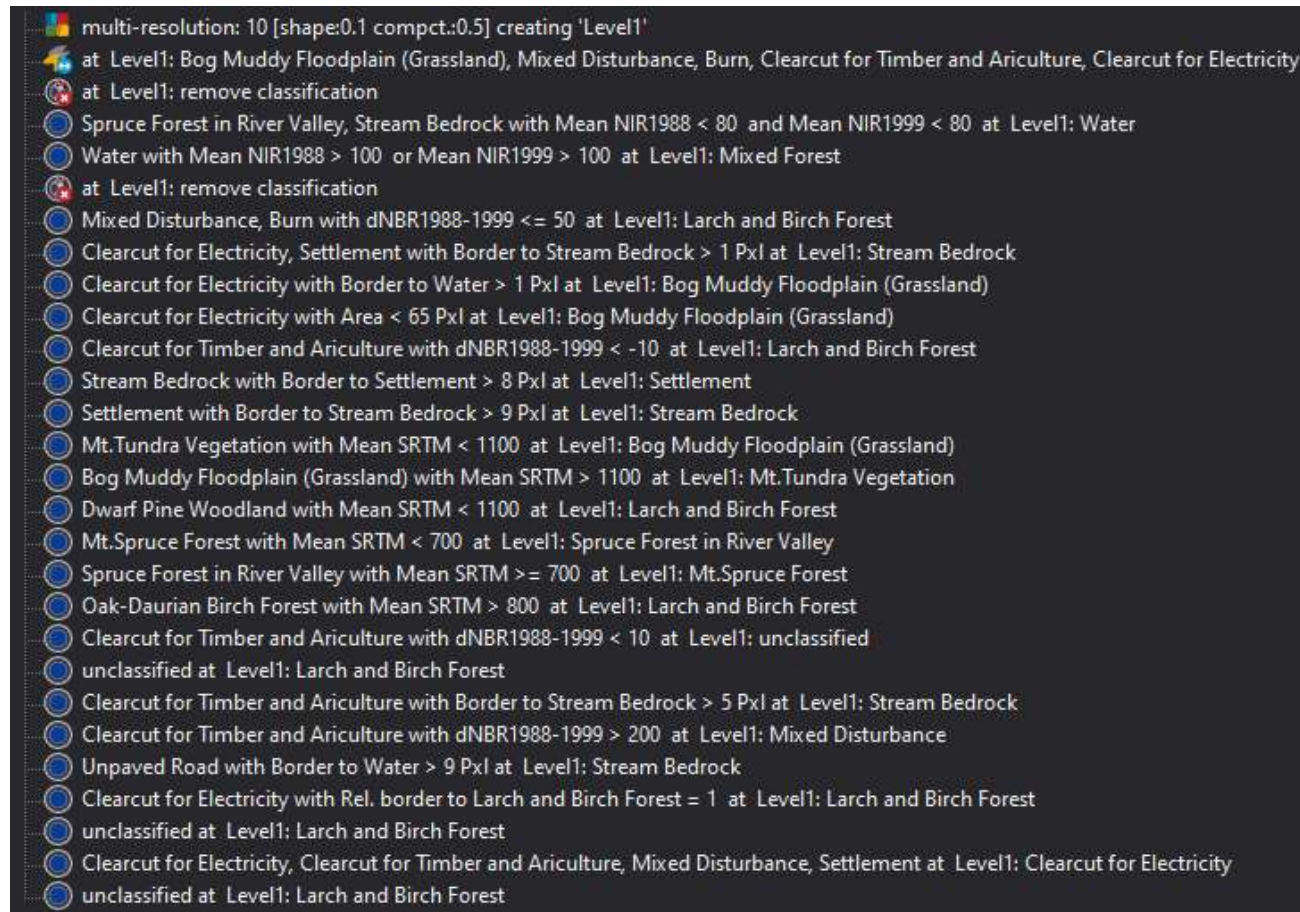 multi-resolution: 10 [shape:0.1 compct.:0.5] creating 'Level1'
at Level1: Bog Muddy Floodplain (Grassland), Mixed Disturbance, Burn, Clearcut for Timber and Ariculture, Clearcut for Electricity
at Level1: remove classification
Spruce Forest in River Valley, Stream Bedrock with Mean NIR1988 < 80 and Mean NIR1999 < 80 at Level1: Water
Water with Mean NIR1988 > 100 or Mean NIR1999 > 100 at Level1: Mixed Forest
at Level1: remove classification
Mixed Disturbance, Burn with dNBR1988-1999 <= 50 at Level1: Larch and Birch Forest
Clearcut for Electricity, Settlement with Border to Stream Bedrock > 1 Pxl at Level1: Stream Bedrock
Clearcut for Electricity with Border to Water > 1 Pxl at Level1: Bog Muddy Floodplain (Grassland)
Clearcut for Electricity with Area < 65 Pxl at Level1: Bog Muddy Floodplain (Grassland)
Clearcut for Timber and Ariculture with dNBR1988-1999 < -10 at Level1: Larch and Birch Forest
Stream Bedrock with Border to Settlement > 8 Pxl at Level1: Settlement
Settlement with Border to Stream Bedrock > 9 Pxl at Level1: Stream Bedrock
Mt.Tundra Vegetation with Mean SRTM < 1100 at Level1: Bog Muddy Floodplain (Grassland)
Bog Muddy Floodplain (Grassland) with Mean SRTM > 1100 at Level1: Mt.Tundra Vegetation
Dwarf Pine Woodland with Mean SRTM < 1100 at Level1: Larch and Birch Forest
Mt.Spruce Forest with Mean SRTM < 700 at Level1: Spruce Forest in River Valley
Spruce Forest in River Valley with Mean SRTM >= 700 at Level1: Mt.Spruce Forest
Oak-Daurian Birch Forest with Mean SRTM > 800 at Level1: Larch and Birch Forest
Clearcut for Timber and Ariculture with dNBR1988-1999 < 10 at Level1: unclassified
unclassified at Level1: Larch and Birch Forest
Clearcut for Timber and Ariculture with Border to Stream Bedrock > 5 Pxl at Level1: Stream Bedrock
Clearcut for Timber and Ariculture with dNBR1988-1999 > 200 at Level1: Mixed Disturbance
Unpaved Road with Border to Water > 9 Pxl at Level1: Stream Bedrock
Clearcut for Electricity with Rel. border to Larch and Birch Forest = 1 at Level1: Larch and Birch Forest
unclassified at Level1: Larch and Birch Forest
Clearcut for Electricity, Clearcut for Timber and Ariculture, Mixed Disturbance, Settlement at Level1: Clearcut for Electricity
unclassified at Level1: Larch and Birch Forest